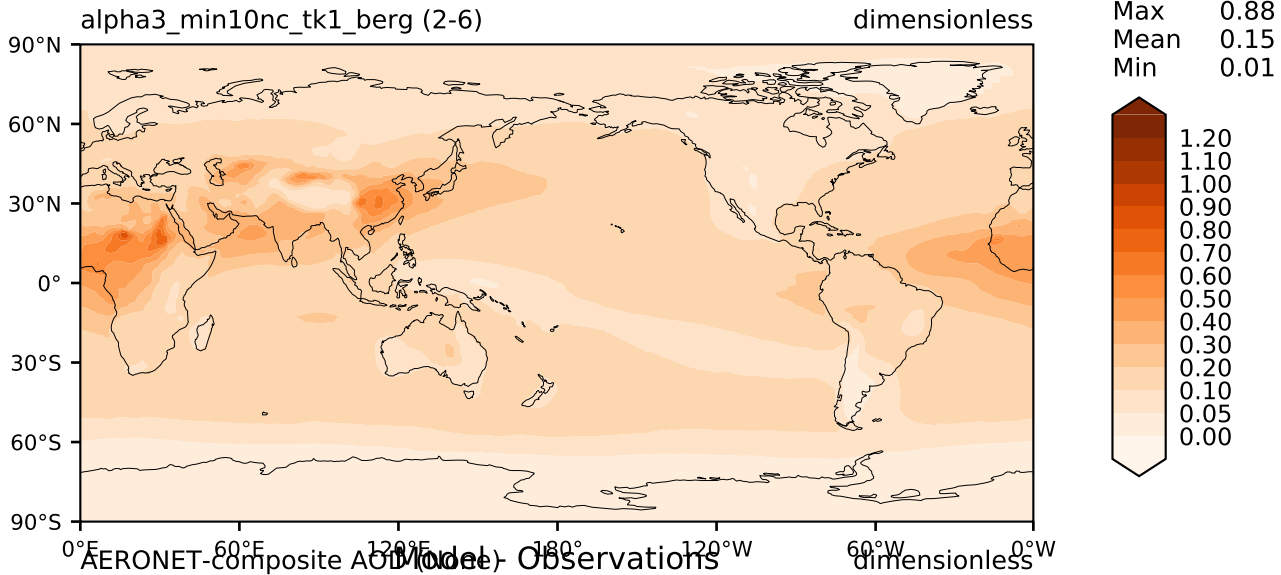 alpha3_min10nc_tk1_berg (2-6) dimensionless
Max 0.88
Mean 0.15
Min 0.01
90°N
60°N
30°N
0°
30°S
60°S
90°S
1.20
1.10
1.00
0.90
0.80
0.70
0.60
0.50
0.40
0.30
0.20
0.10
0.05
0.00
0°E 60°E 120°E 180° 120°W 60°W 0°W
AERONET-composite AOD (None) dimensionless
Model - Observations